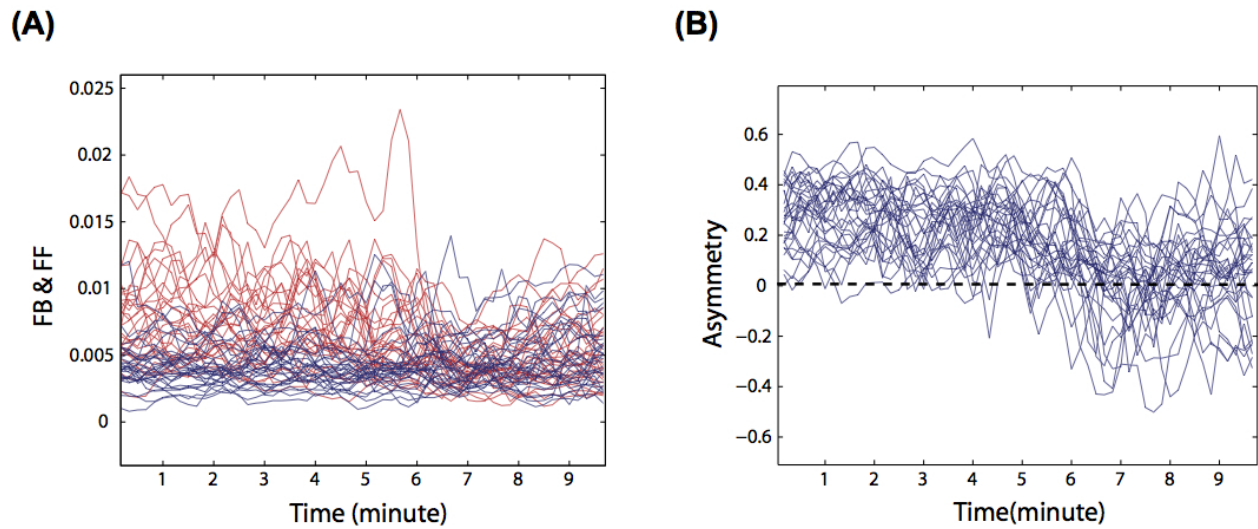 (A)
FB & FF
0.025
0.02
0.015
0.01
0.005
0
1 2 3 4 5 6 7 8 9
Time (minute)
(B)
Asymmetry
0.6
0.4
0.2
0
−0.2
−0.4
−0.6
1 2 3 4 5 6 7 8 9
Time(minute)